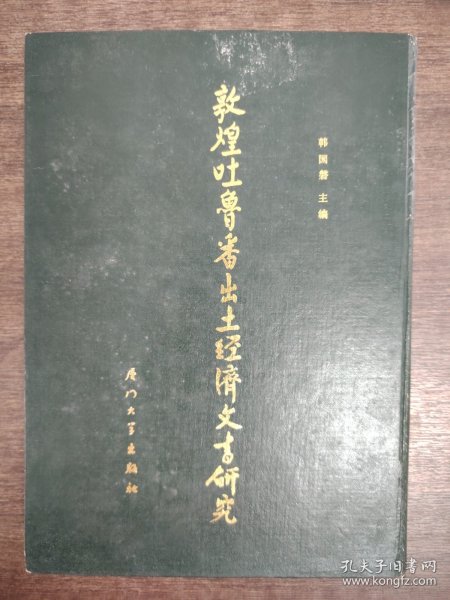 韩国磐 主编
敦煌吐鲁番出土经濟文书研究
厦门大学出版社
孔夫子旧书网
www.kongfz.com